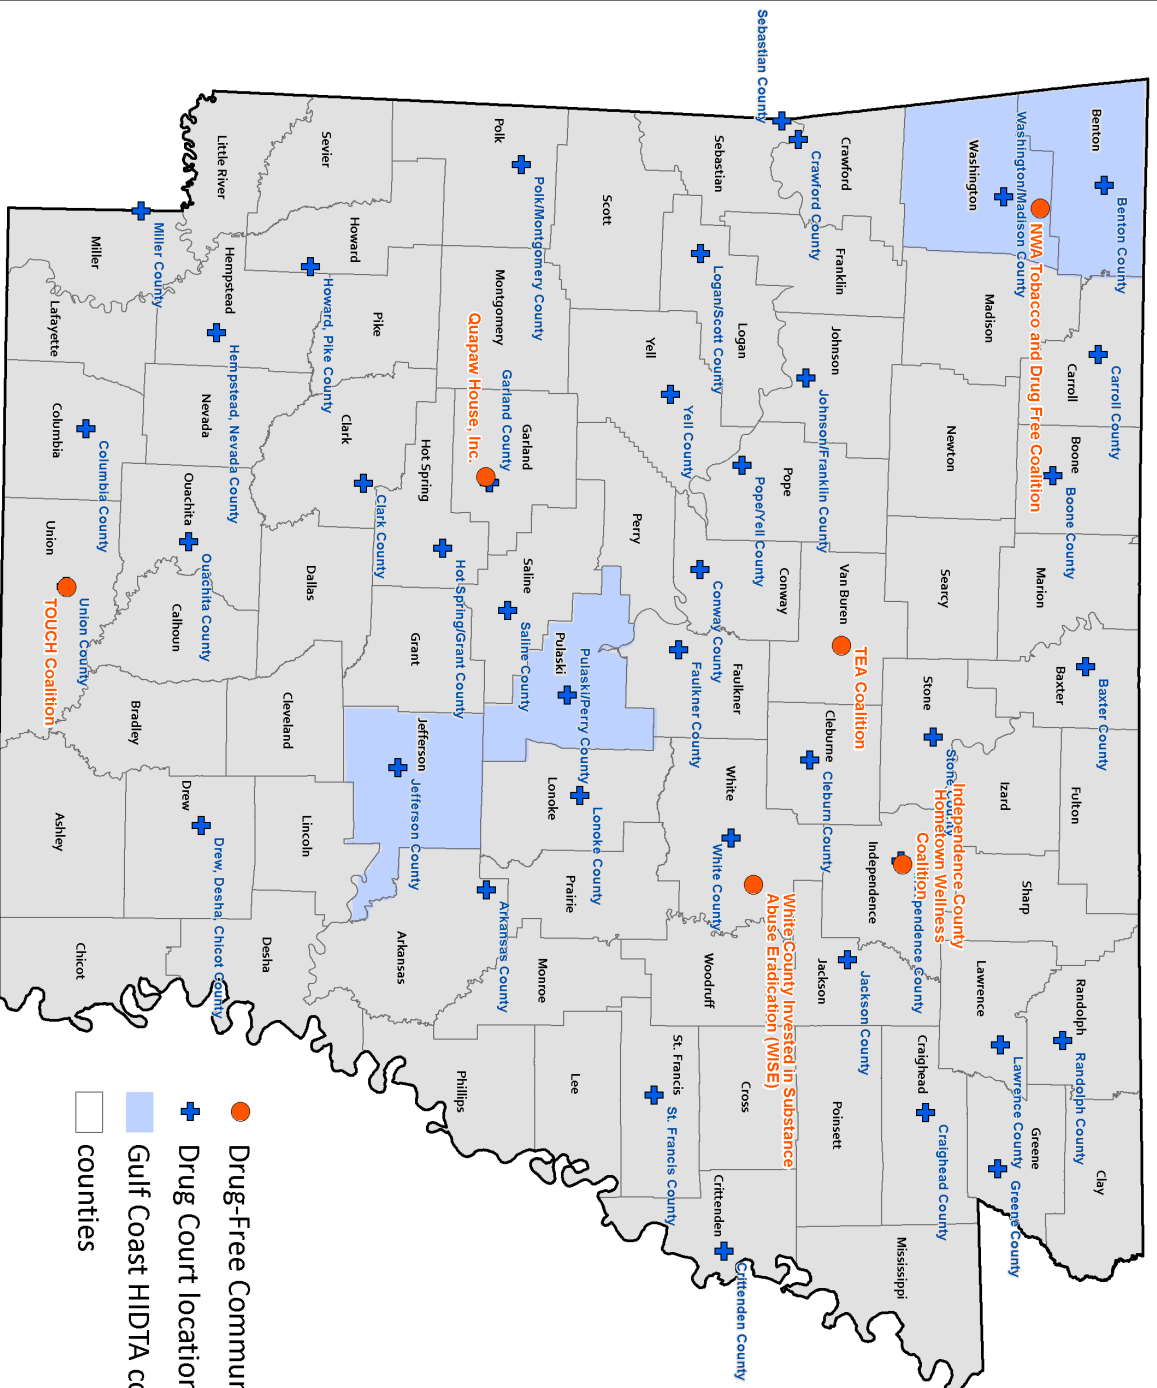 Benton
Benton County
Carroll
Carroll County
Boone
Boone County
Marion
Baxter
Baxter County
Fulton
Randolph
Randolph County
Clay
Washington
Washington/Madison County
NWA Tobacco and Drug Free Coalition
Madison
Newton
Searcy
Stone
Stone County
Izard
Sharp
Lawrence
Lawrence County
Greene
Greene County
Independence County
Hometown Wellness
Coalition
Independence
pendence County
Crawford
Crawford County
Franklin
Johnson
Johnson/Franklin County
Pope
Pope/Yell County
Van Buren
TEA Coalition
Cleburne
Cleburn County
Jackson
Jackson County
Craighead
Craighead County
Poinsett
Mississippi
Sebastian County
Sebastian
Logan
Logan/Scott County
Conway
Conway County
Faulkner
Faulkner County
White
White County
White County Invested in Substance
Abuse Eradication (WISE)
Woodruff
Cross
Crittenden
Crittenden County
Scott
Yell
Yell County
Perry
Pulaski
Pulaski/Perry County
Lonoke
Lonoke County
Prairie
Monroe
St. Francis
St. Francis County
Lee
Phillips
Polk
Polk/Montgomery County
Montgomery
Garland
Garland County
Quapaw House, Inc.
Hot Spring
Hot Spring/Grant County
Saline
Saline County
Grant
Jefferson
Jefferson County
Arkansas
Arkansas County
Sevier
Howard
Howard, Pike County
Pike
Clark
Clark County
Dallas
Cleveland
Lincoln
Desha
Little River
Hempstead
Hempstead, Nevada County
Nevada
Ouachita
Ouachita County
Calhoun
Bradley
Drew
Drew, Desha, Chicot County
Miller
Miller County
Lafayette
Columbia
Columbia County
Union
Union County
TOUCH Coalition
Ashley
Chicot
Drug-Free Commun
Drug Court location
Gulf Coast HIDTA co
counties